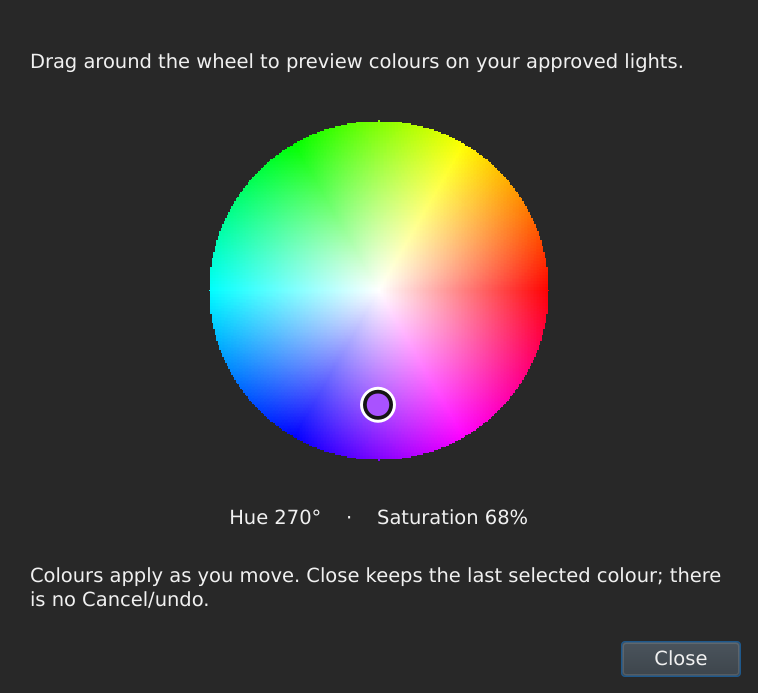 Drag around the wheel to preview colours on your approved lights.
Hue 270° · Saturation 68%
Colours apply as you move. Close keeps the last selected colour; there
is no Cancel/undo.
Close